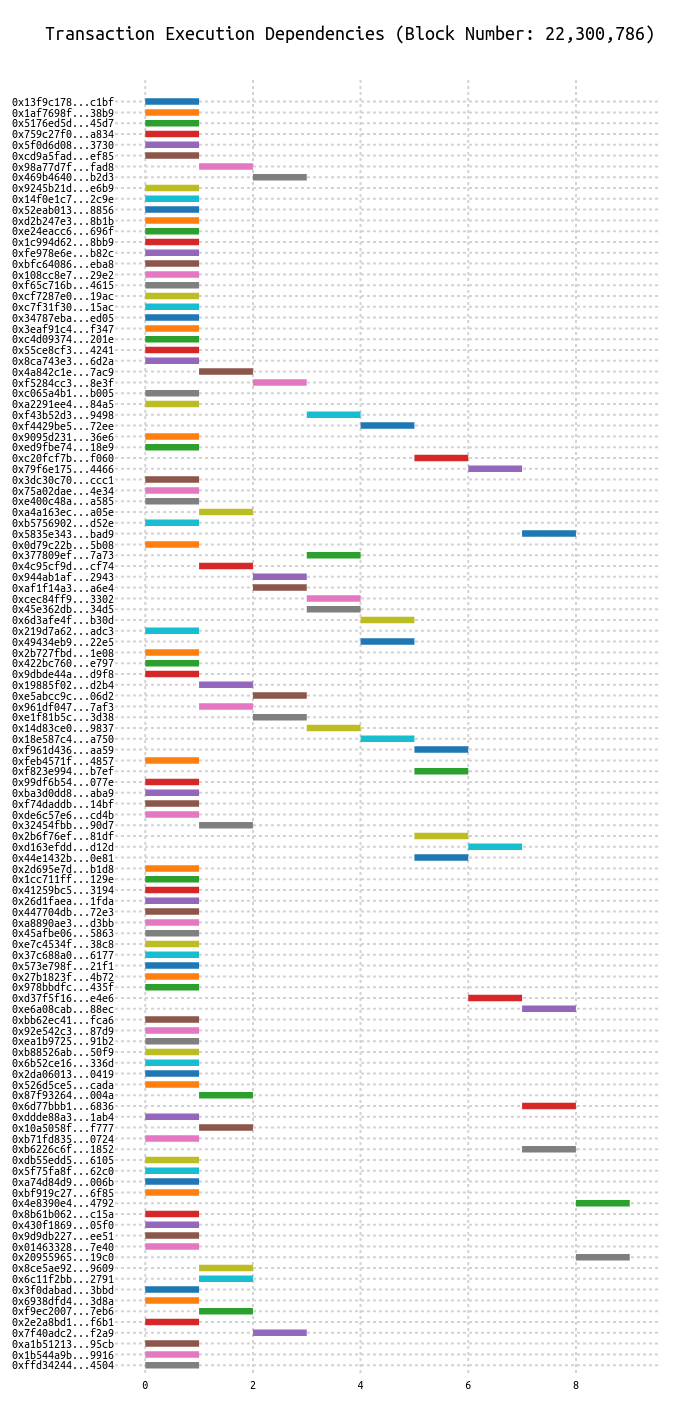 Transaction Execution Dependencies (Block Number: 22,300,786)
0x13f9c178...c1bf
0x1af7698f...38b9
0x5176ed5d...45d7
0x759c27f0...a834
0x5f0d6d08...3730
0xcd9a5fad...ef85
0x98a77d7f...fad8
0x469b4640...b2d3
0x9245b21d...e6b9
0x14f0e1c7...2c9e
0x52eab013...8856
0xd2b247e3...8b1b
0xe24eacc6...696f
0x1c994d62...8bb9
0xfe978e6e...b82c
0xbfc64086...eba8
0x108cc8e7...29e2
0xf65c716b...4615
0xcf7287e0...19ac
0xc7f31f30...15ac
0x34787eba...ed05
0x3eaf91c4...f347
0xc4d09374...201e
0x55ce8cf3...4241
0x8ca743e3...6d2a
0x4a842c1e...7ac9
0xf5284cc3...8e3f
0xc065a4b1...b005
0xa2291ee4...84a5
0xf43b52d3...9498
0xf4429be5...72ee
0x9095d231...36e6
0xed9fbe74...18e9
0xc20fcf7b...f060
0x79f6e175...4466
0x3dc30c70...ccc1
0x75a02dae...4e34
0xe400c48a...a585
0xa4a163ec...a05e
0xb5756902...d52e
0x5835e343...bad9
0x0d79c22b...5b08
0x377809ef...7a73
0x4c95cf9d...cf74
0x944ab1af...2943
0xaf1f14a3...a6e4
0xcec84ff9...3302
0x45e362db...34d5
0x6d3afe4f...b30d
0x219d7a62...adc3
0x49434eb9...22e5
0x2b727fbd...1e08
0x422bc760...e797
0x9dbde44a...d9f8
0x19885f02...d2b4
0xe5abcc9c...06d2
0x961df047...7af3
0xe1f81b5c...3d38
0x14d83ce0...9837
0x18e587c4...a750
0xf961d436...aa59
0xfeb4571f...4857
0xf823e994...b7ef
0x99df6b54...077e
0xba3d0dd8...aba9
0xf74daddb...14bf
0xde6c57e6...cd4b
0x32454fbb...90d7
0x2b6f76ef...81df
0xd163efdd...d12d
0x44e1432b...0e81
0x2d695e7d...b1d8
0x1cc711ff...129e
0x41259bc5...3194
0x26d1faea...1fda
0x447704db...72e3
0xa8890ae3...d3bb
0x45afbe06...5863
0xe7c4534f...38c8
0x37c688a0...6177
0x573e798f...21f1
0x27b1823f...4b72
0x978bbdfc...435f
0xd37f5f16...e4e6
0xe6a08cab...88ec
0xbb62ec41...fca6
0x92e542c3...87d9
0xea1b9725...91b2
0xb88526ab...50f9
0x6b52ce16...336d
0x2da06013...0419
0x526d5ce5...cada
0x87f93264...004a
0x6d77bbb1...6836
0xddde88a3...1ab4
0x10a5058f...f777
0xb71fd835...0724
0xb6226c6f...1852
0xdb55edd5...6105
0x5f75fa8f...62c0
0xa74d84d9...006b
0xbf919c27...6f85
0x4e8390e4...4792
0x8b61b062...c15a
0x430f1869...05f0
0x9d9db227...ee51
0x01463328...7e40
0x20955965...19c0
0x8ce5ae92...9609
0x6c11f2bb...2791
0x3f0dabad...3bbd
0x6938dfd4...3d8a
0xf9ec2007...7eb6
0x2e2a8bd1...f6b1
0x7f40adc2...f2a9
0xa1b51213...95cb
0x1b544a9b...9916
0xffd34244...4504
0 2 4 6 8